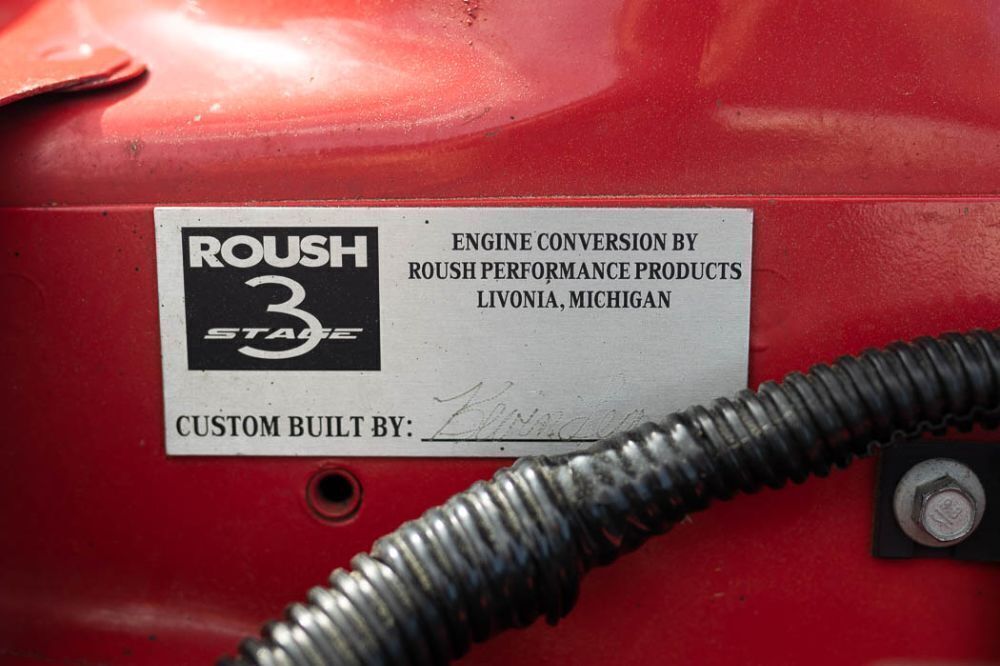 ROUSH
STAGE
3
ENGINE CONVERSION BY
ROUSH PERFORMANCE PRODUCTS
LIVONIA, MICHIGAN
CUSTOM BUILT BY: